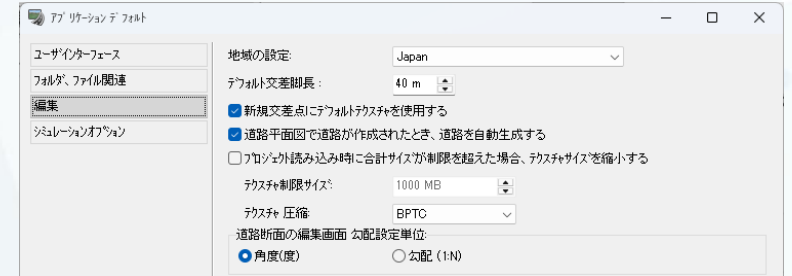 アプリケーション デフォルト
ユーザインターフェース
フォルダ、ファイル関連
編集
シミュレーションオプション
地域の設定: Japan
デフォルト交差脚長: 40 m
新規交差点にデフォルトテクスチャを使用する
道路平面図で道路が作成されたとき、道路を自動生成する
プロジェクト読み込み時に合計サイズが制限を超えた場合、テクスチャサイズを縮小する
テクスチャ制限サイズ: 1000 MB
テクスチャ 圧縮: BPTC
道路断面の編集画面 勾配設定単位:
角度(度) 勾配 (1:N)